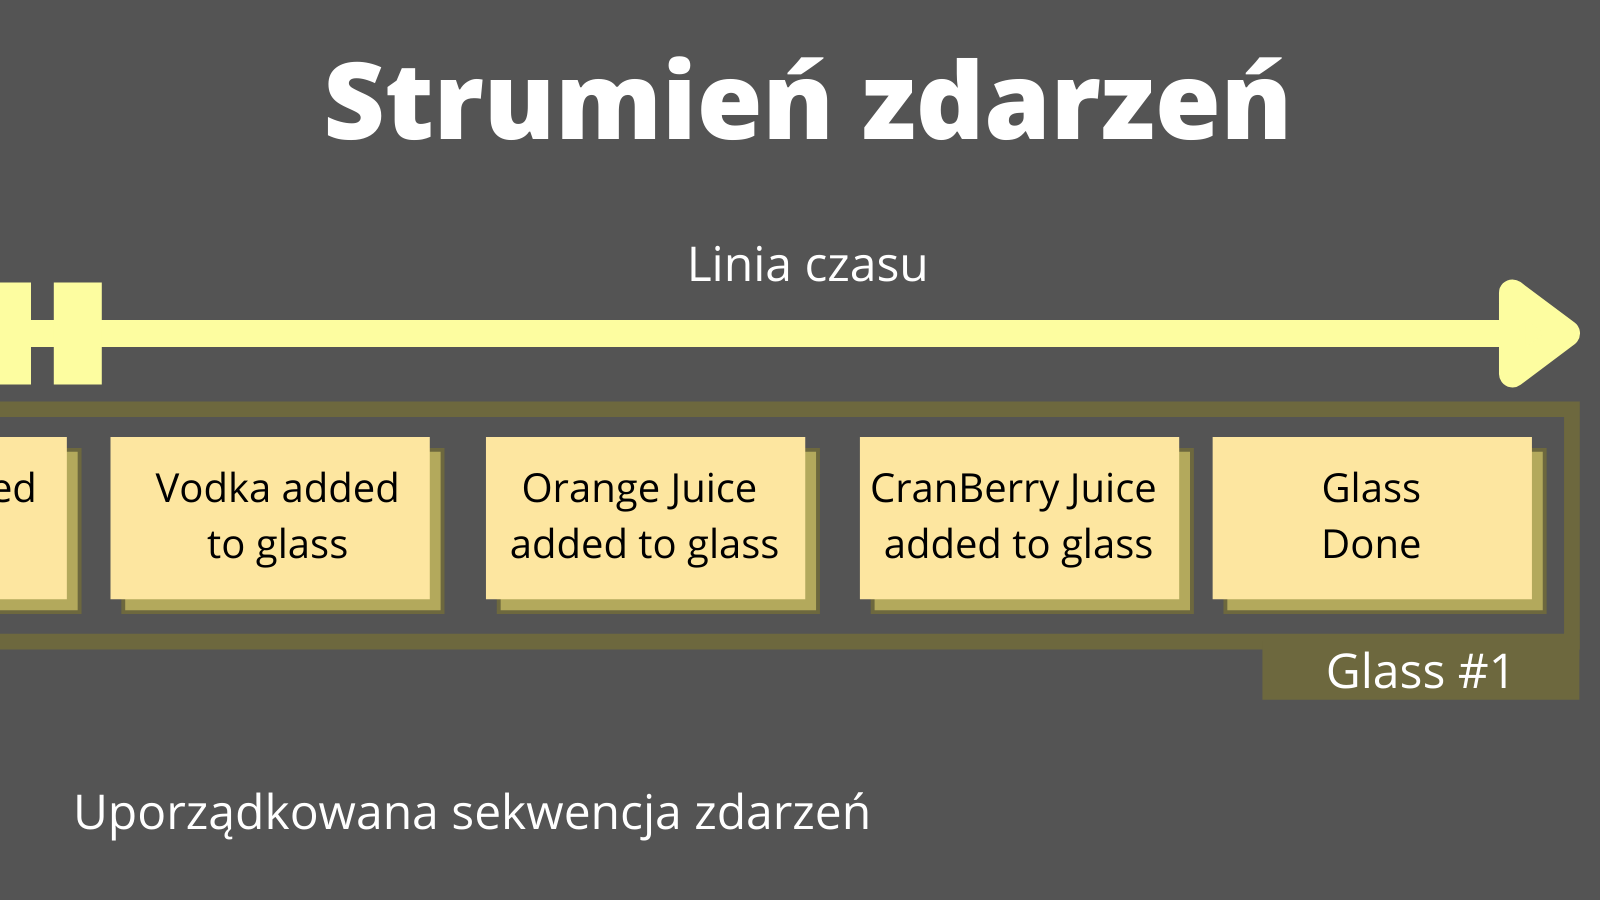 Strumień zdarzeń
Linia czasu
ed
Vodka added
to glass
Orange Juice
added to glass
CranBerry Juice
added to glass
Glass
Done
Glass #1
Uporządkowana sekwencja zdarzeń